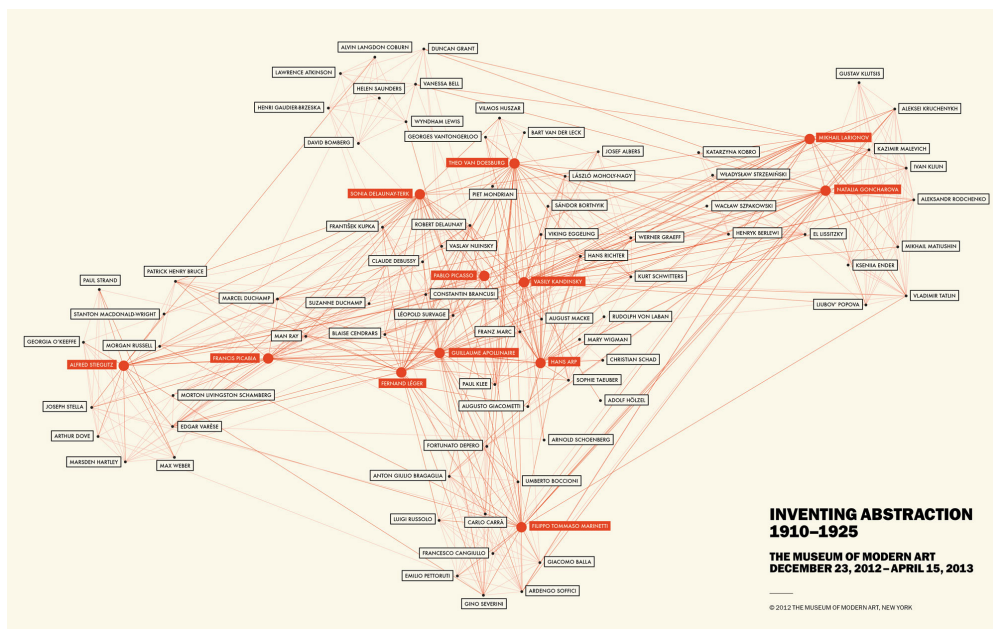 ALVIN LANGDON COBURN
DUNCAN GRANT
LAWRENCE ATKINSON
GUSTAV KLUTSIS
VANESSA BELL
HELEN SAUNDERS
HENRI GAUDIER-BRZESKA
VILMOS HUSZAR
ALEKSEI KRUCHENYKH
WYNDHAM LEWIS
BART VAN DER LECK
GEORGES VANTONGERLOO
MIKHAIL LARIONOV
DAVID BOMBERG
JOSEF ALBERS
KATARZYNA KOBRO
KAZIMIR MALEVICH
THEO VAN DOESBURG
IVAN KLIUN
LÁSZLÓ MOHOLY-NAGY
WŁADYSŁAW STRZEMIŃSKI
SONIA DELAUNAY-TERK
PIET MONDRIAN
NATALIA GONCHAROVA
ALEKSANDR RODCHENKO
SÁNDOR BORTNYIK
WACŁAW SZPAKOWSKI
FRANTIŠEK KUPKA
ROBERT DELAUNAY
VIKING EGGELING
WERNER GRAEFF
HENRYK BERLEWI
EL LISSITZKY
VASLAV NIJINSKY
MIKHAIL MATIUSHIN
CLAUDE DEBUSSY
HANS RICHTER
KSENIIA ENDER
PATRICK HENRY BRUCE
PAUL STRAND
PABLO PICASSO
VASILY KANDINSKY
KURT SCHWITTERS
MARCEL DUCHAMP
SUZANNE DUCHAMP
CONSTANTIN BRANCUSI
LIUBOV' POPOVA
VLADIMIR TATLIN
STANTON MACDONALD-WRIGHT
LÉOPOLD SURVAGE
AUGUST MACKE
RUDOLPH VON LABAN
GEORGIA O'KEEFFE
MORGAN RUSSELL
MAN RAY
BLAISE CENDRARS
FRANZ MARC
MARY WIGMAN
ALFRED STIEGLITZ
FRANCIS PICABIA
GUILLAUME APOLLINAIRE
HANS ARP
CHRISTIAN SCHAD
FERNAND LÉGER
PAUL KLEE
SOPHIE TAEUBER
MORTON LIVINGSTON SCHAMBERG
JOSEPH STELLA
AUGUSTO GIACOMETTI
ADOLF HÖLZEL
EDGAR VARÈSE
ARTHUR DOVE
FORTUNATO DEPERO
ARNOLD SCHOENBERG
MARSDEN HARTLEY
MAX WEBER
ANTON GIULIO BRAGAGLIA
UMBERTO BOCCIONI
LUIGI RUSSOLO
CARLO CARRÀ
FILIPPO TOMMASO MARINETTI
FRANCESCO CANGIULLO
GIACOMO BALLA
EMILIO PETTORUTI
ARDENGO SOFFICI
GINO SEVERINI
INVENTING ABSTRACTION
1910–1925
THE MUSEUM OF MODERN ART
DECEMBER 23, 2012–APRIL 15, 2013
© 2012 THE MUSEUM OF MODERN ART, NEW YORK